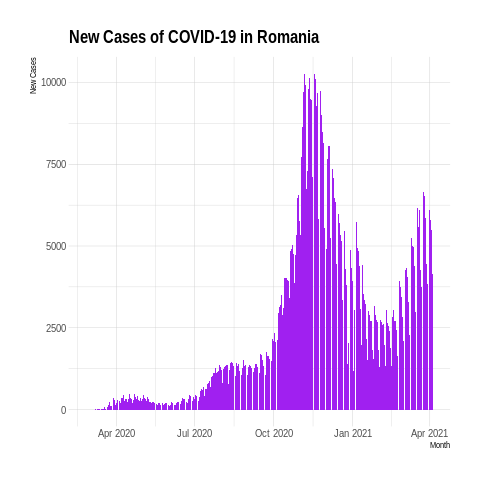 New Cases of COVID-19 in Romania
New Cases
10000
7500
5000
2500
0
Apr 2020 Jul 2020 Oct 2020 Jan 2021 Apr 2021
Month